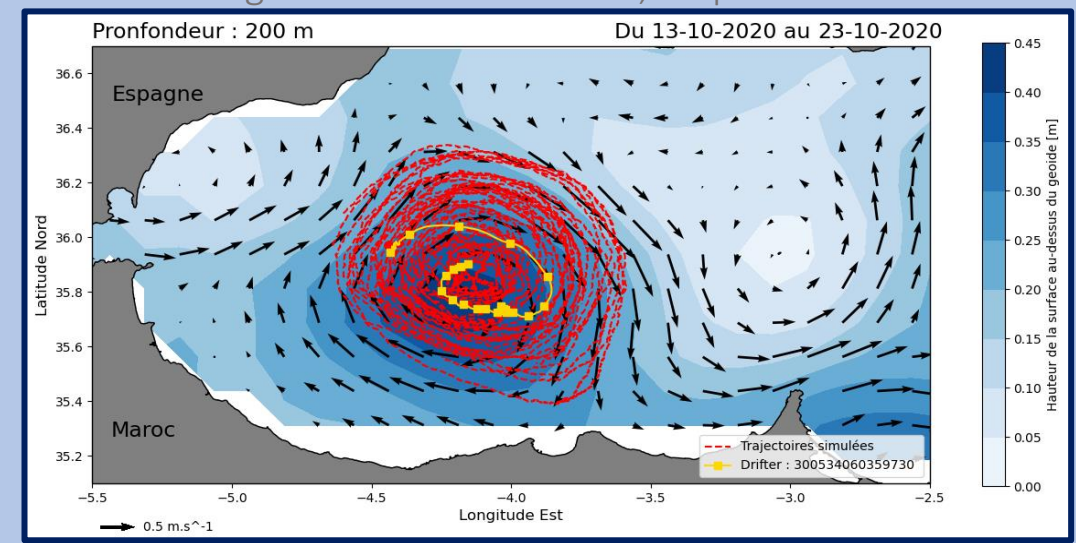 Pronfondeur : 200 m
Du 13-10-2020 au 23-10-2020
Espagne
Maroc
Trajectoires simulées
Drifter : 300534060359730
36.6
36.4
36.2
36.0
35.8
35.6
35.4
35.2
Latitude Nord
−5.5
−5.0
−4.5
−4.0
−3.5
−3.0
−2.5
Longitude Est
0.5 m.s^-1
0.45
0.40
0.35
0.30
0.25
0.20
0.15
0.10
0.05
0.00
Hauteur de la surface au-dessus du geoide [m]